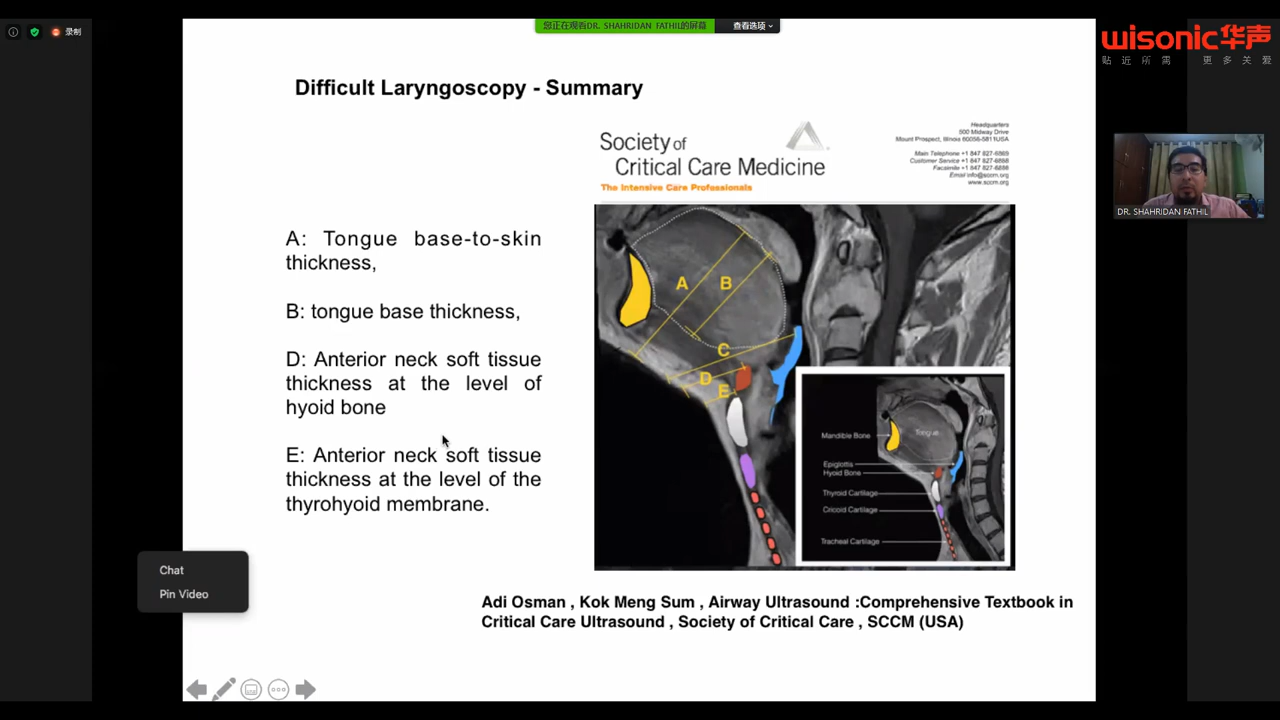 录制
您正在观看DR. SHAHRIDAN FATHIL的屏幕
查看选项
wisonic华声
贴近所需 更多关爱
Difficult Laryngoscopy - Summary
Society of
Critical Care Medicine
The Intensive Care Professionals
Headquarters
500 Midway Drive
Mount Prospect, Illinois 60056-5811USA
Main Telephone +1 847 827-6869
Customer Service +1 847 827-6888
Facsimile +1 847 827-6886
Email info@sccm.org
www.sccm.org
DR. SHAHRIDAN FATHIL
A: Tongue base-to-skin
thickness,
B: tongue base thickness,
D: Anterior neck soft tissue
thickness at the level of
hyoid bone
E: Anterior neck soft tissue
thickness at the level of the
thyrohyoid membrane.
A
B
C
D
E
Mandible Bone
Tongue
Epiglottis
Hyoid Bone
Thyroid Cartilage
Cricoid Cartilage
Tracheal Cartilage
Chat
Pin Video
Adi Osman , Kok Meng Sum , Airway Ultrasound :Comprehensive Textbook in
Critical Care Ultrasound , Society of Critical Care , SCCM (USA)